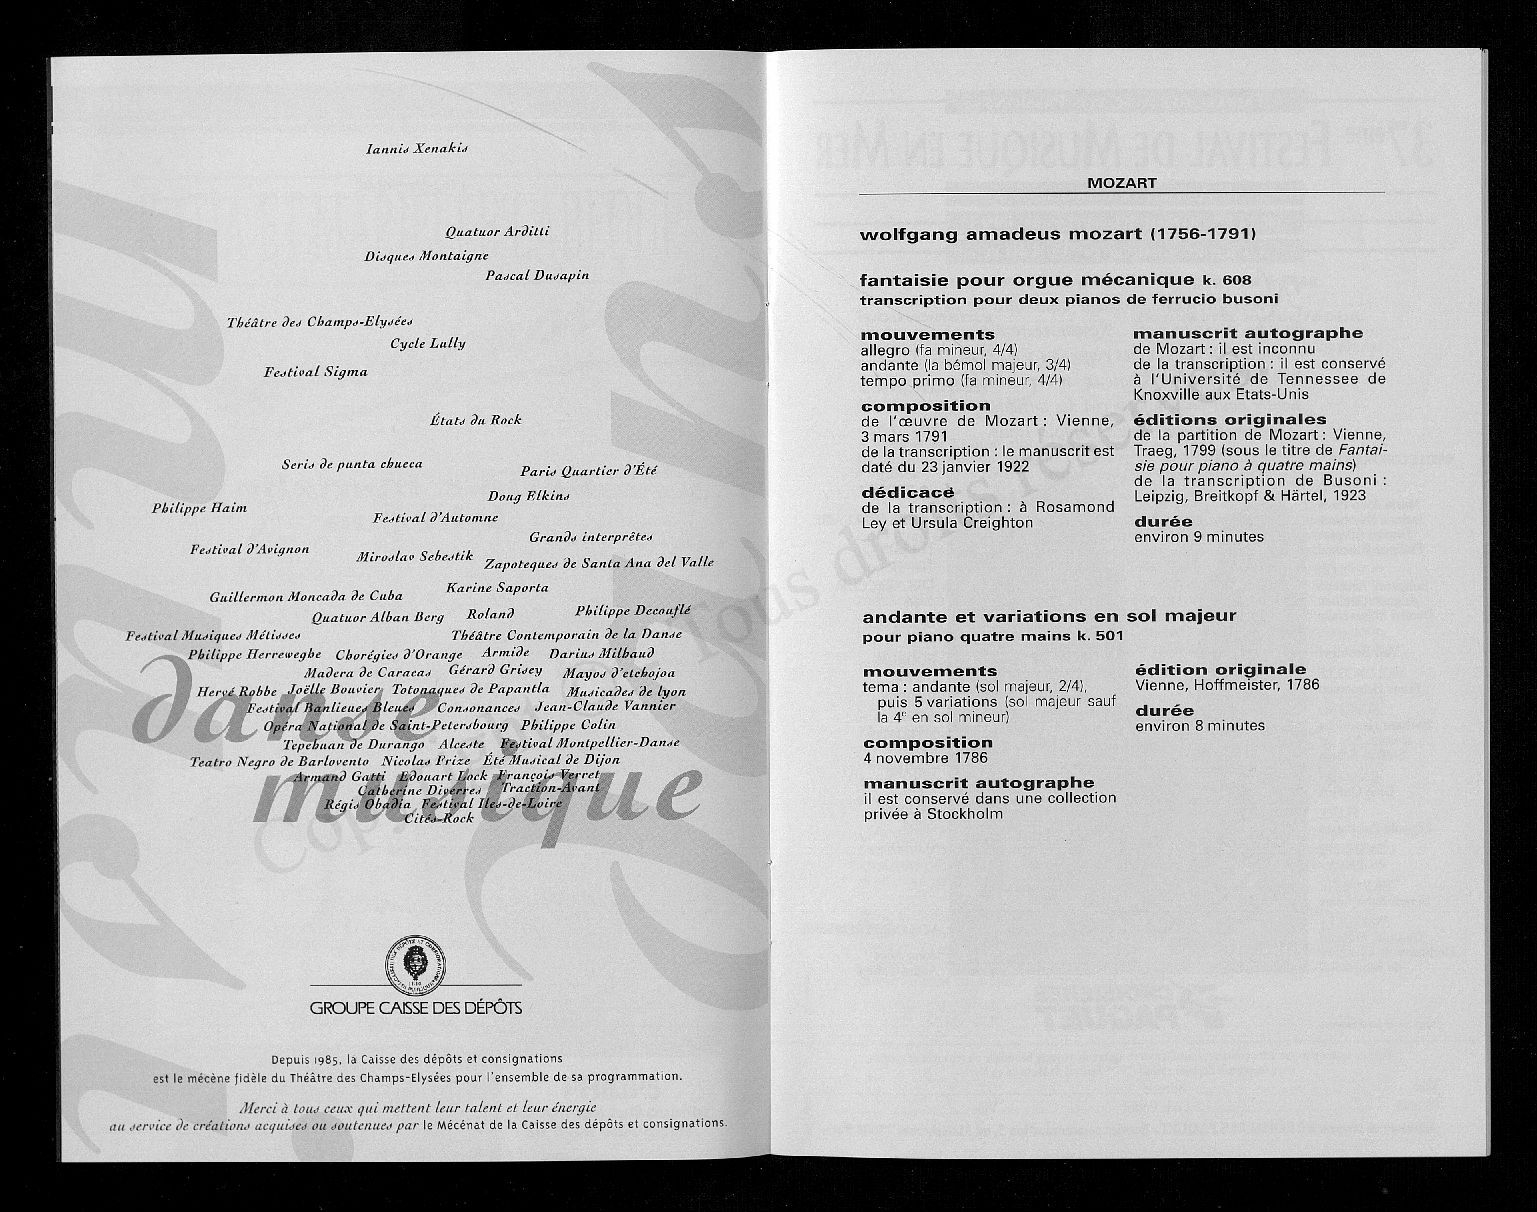 Iannis Xenakis
Quatuor Arditti
Disques Montaigne
Pascal Dusapin
Théâtre des Champs-Elysées
Cycle Lully
Festival Sigma
États du Rock
Seris de punta chueca
Paris Quartier d'Été
Doug Elkins
Philippe Haim
Festival d'Automne
Grands interprêtes
Festival d'Avignon
Miroslav Sebestik
Zapoteques de Santa Ana del Valle
Karine Saporta
Guillermon Moncada de Cuba
Quatuor Alban Berg Roland Philippe Decouflé
Festival Musiques Métisses Théâtre Contemporain de la Danse
Philippe Herreweghe Chorégies d'Orange Armide Darius Milhaud
Madera de Caracas Gérard Grisey Mayos d'etchojoa
Hervé Robbe Joëlle Bouvier Totonaques de Papantla Musicades de lyon
Festival Banlieues Bleues Consonances Jean-Claude Vannier
danse
Opéra National de Saint-Petersbourg Philippe Colin
Tepehuan de Durango Alceste Festival Montpellier-Danse
Teatro Negro de Barlovento Nicolas Frize Été Musical de Dijon
Armand Gatti Edouart Lock François Verret
Catherine Diverres Traction-Avant
musique
Régis Obadia Festival Iles-de-Loire
Cités-Rock
GROUPE CAISSE DES DÉPÔTS
Depuis 1985, la Caisse des dépôts et consignations
est le mécène fidèle du Théâtre des Champs-Elysées pour l'ensemble de sa programmation.
Merci à tous ceux qui mettent leur talent et leur énergie
au service de créations acquises ou soutenues par le Mécénat de la Caisse des dépôts et consignations.
MOZART
wolfgang amadeus mozart (1756-1791)
fantaisie pour orgue mécanique k. 608
transcription pour deux pianos de ferrucio busoni
mouvements
allegro (fa mineur, 4/4)
andante (la bémol majeur, 3/4)
tempo primo (fa mineur, 4/4)
composition
de l'œuvre de Mozart : Vienne,
3 mars 1791
de la transcription : le manuscrit est
daté du 23 janvier 1922
dédicace
de la transcription : à Rosamond
Ley et Ursula Creighton
manuscrit autographe
de Mozart : il est inconnu
de la transcription : il est conservé
à l'Université de Tennessee de
Knoxville aux Etats-Unis
éditions originales
de la partition de Mozart : Vienne,
Traeg, 1799 (sous le titre de Fantai-
sie pour piano à quatre mains)
de la transcription de Busoni :
Leipzig, Breitkopf & Härtel, 1923
durée
environ 9 minutes
andante et variations en sol majeur
pour piano quatre mains k. 501
mouvements
tema : andante (sol majeur, 2/4),
puis 5 variations (sol majeur sauf
la 4e en sol mineur)
composition
4 novembre 1786
manuscrit autographe
il est conservé dans une collection
privée à Stockholm
édition originale
Vienne, Hoffmeister, 1786
durée
environ 8 minutes